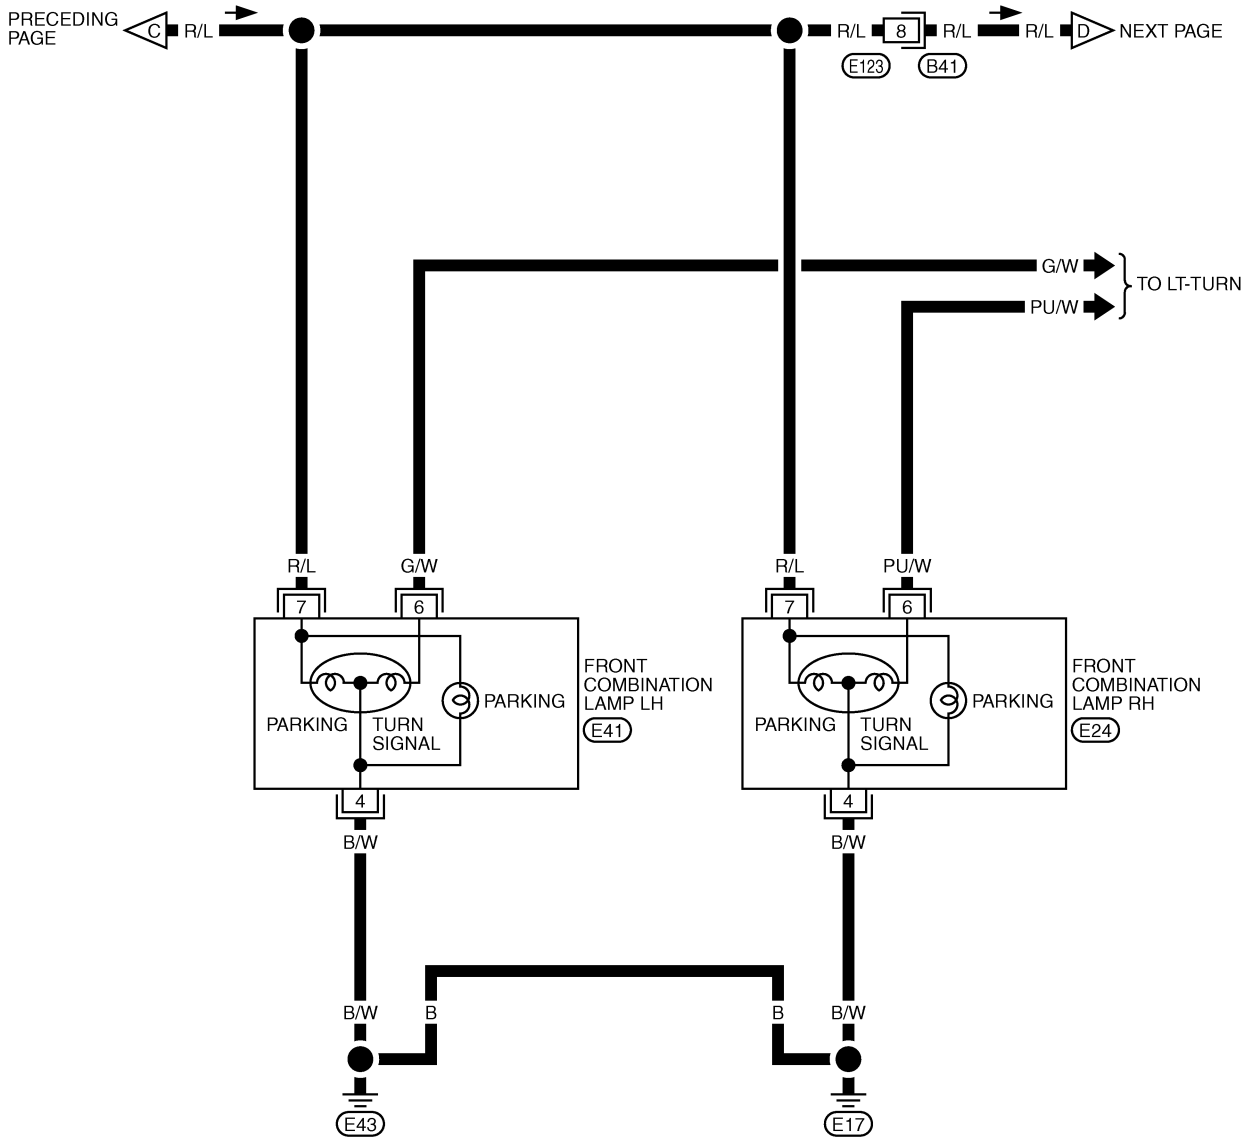 PRECEDING
PAGE
C
R/L
R/L
8
R/L
R/L
D
NEXT PAGE
E123
B41
G/W
PU/W
TO LT-TURN
R/L
G/W
R/L
PU/W
7
6
7
6
FRONT
COMBINATION
LAMP LH
E41
PARKING
PARKING
TURN
SIGNAL
FRONT
COMBINATION
LAMP RH
E24
PARKING
PARKING
TURN
SIGNAL
4
4
B/W
B/W
B/W
B
B
B/W
E43
E17